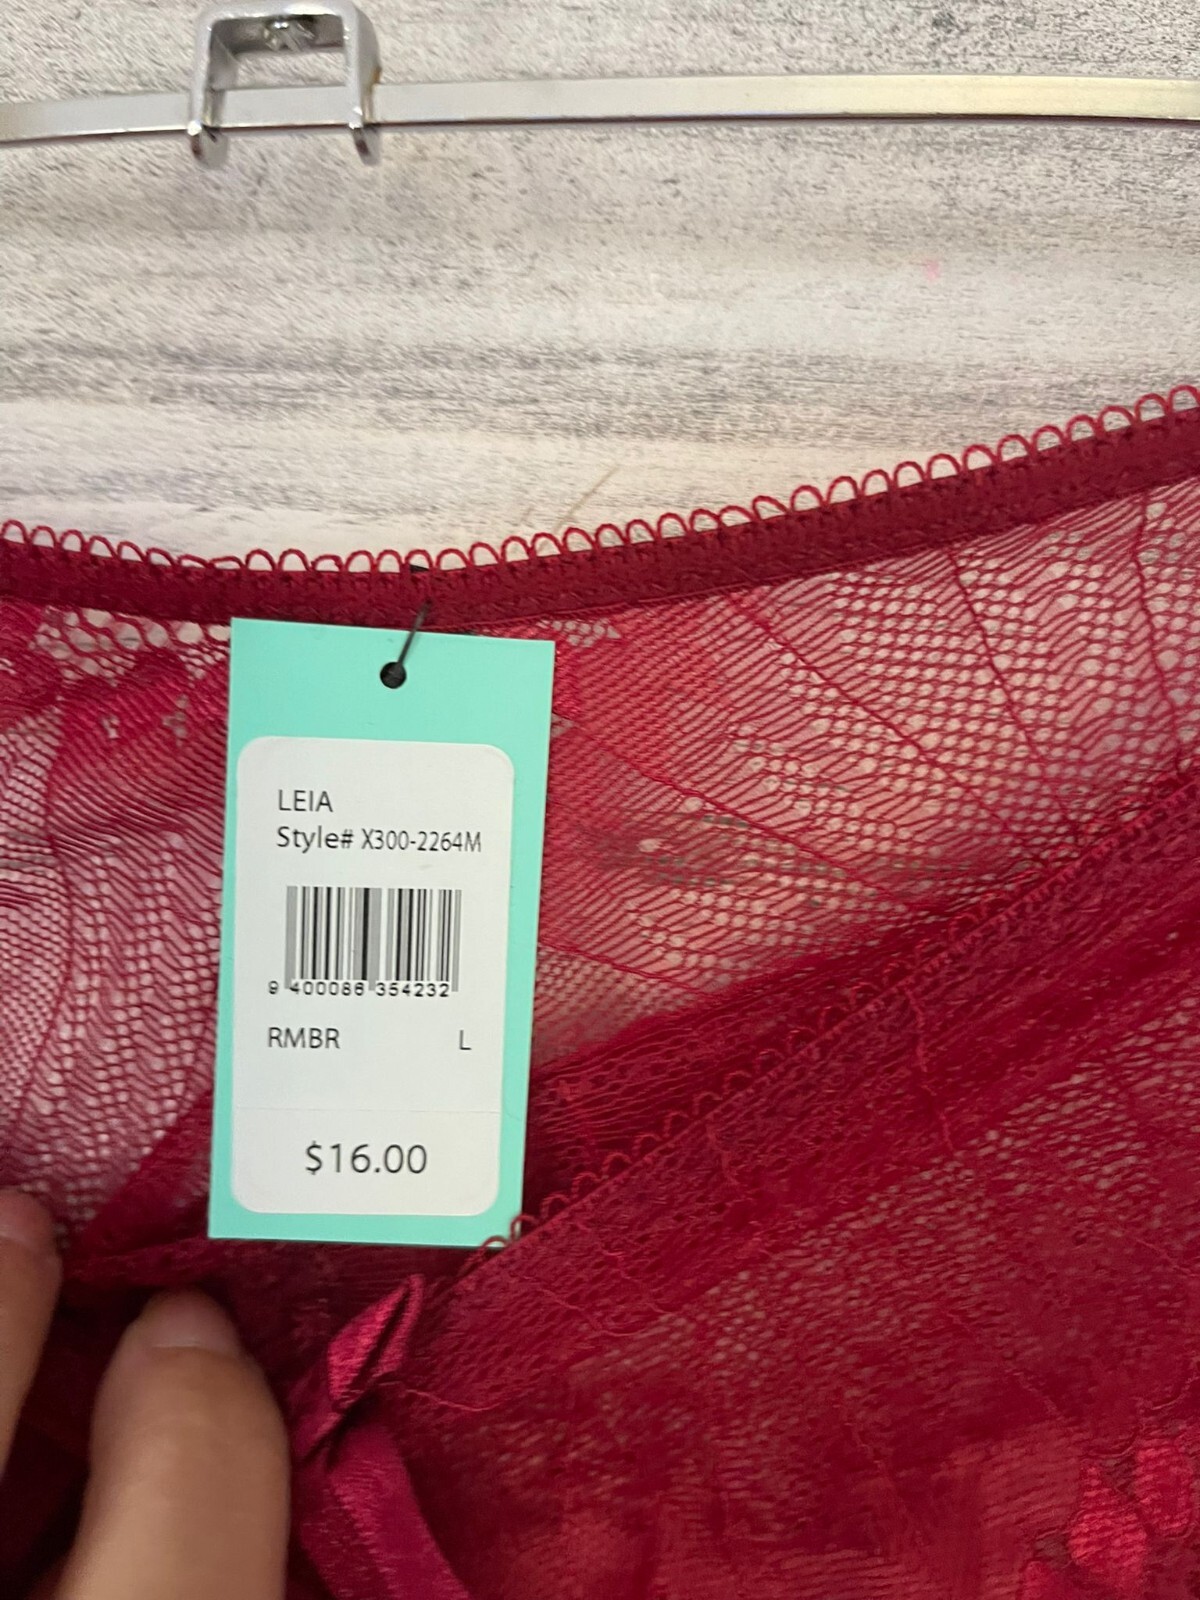 LEIA
Style# X300-2264M
9 400086 354232
RMBR L
$16.00